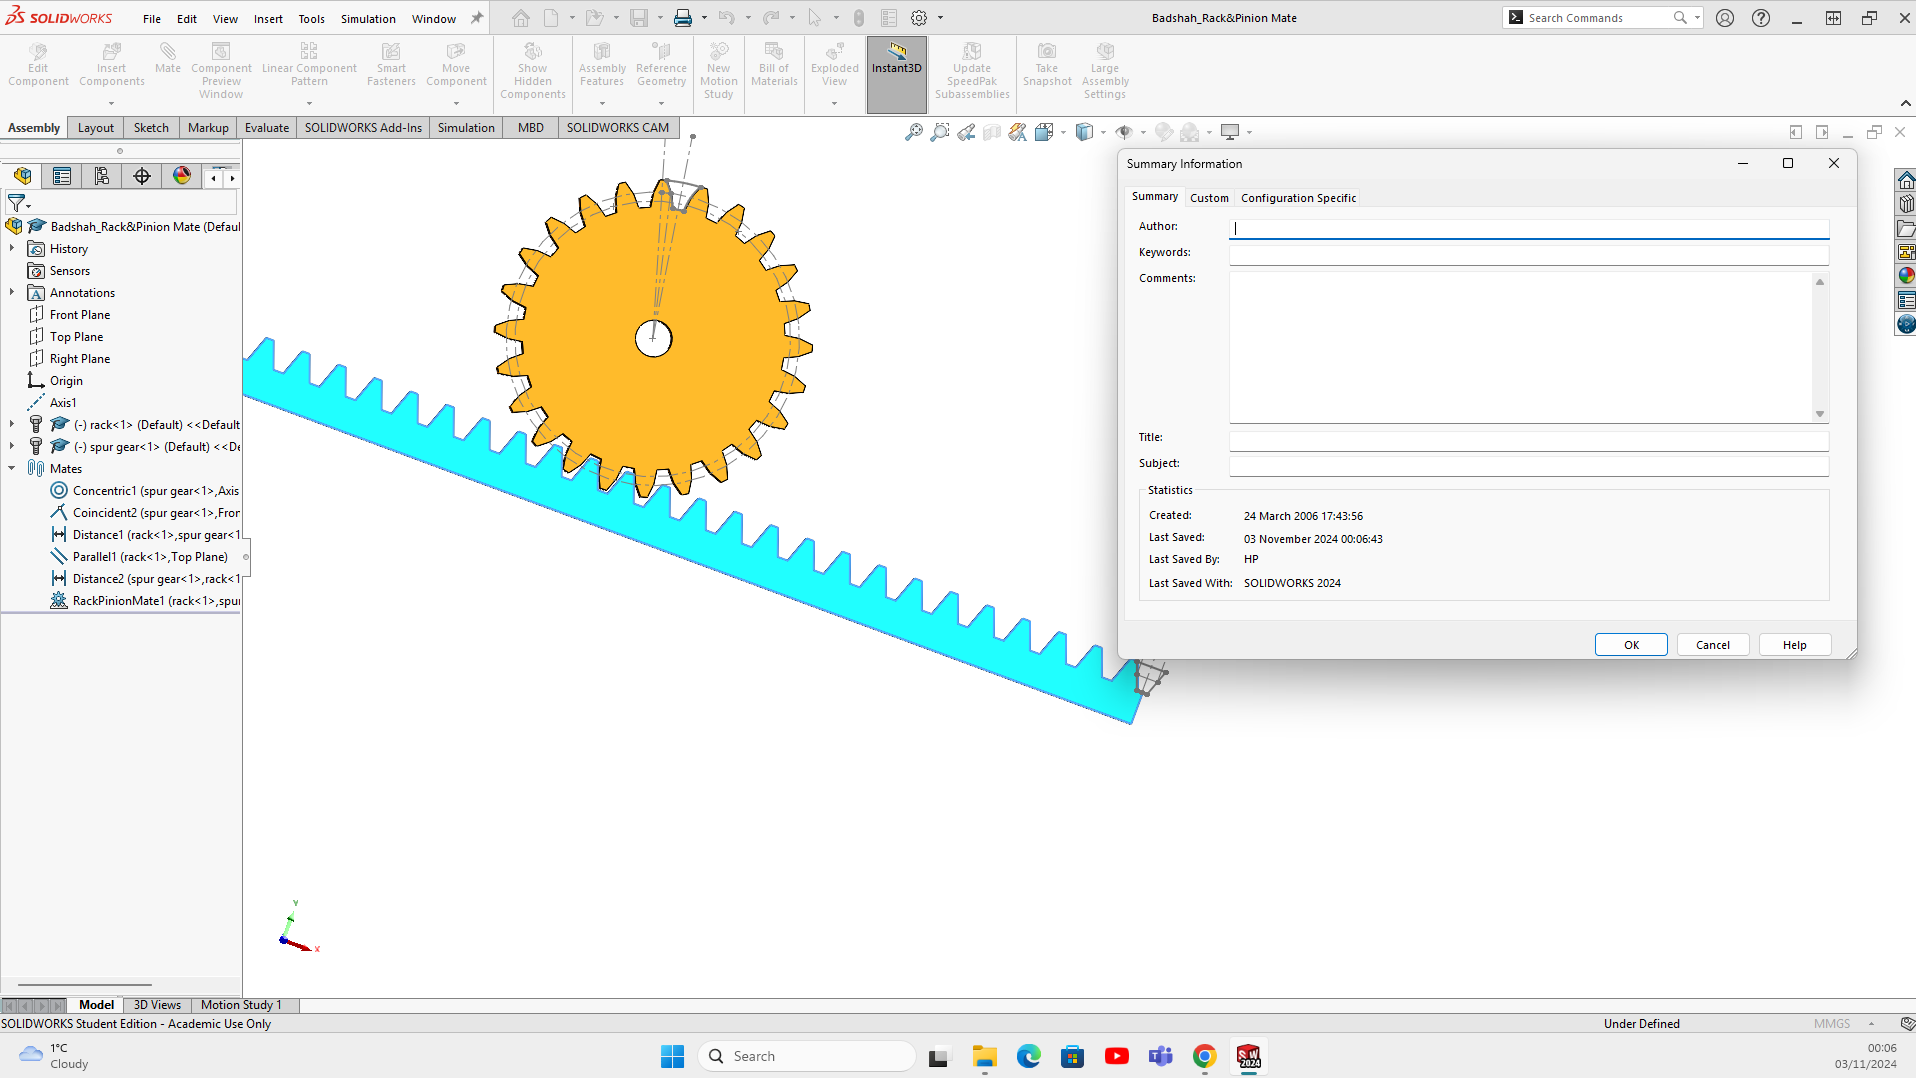 SOLIDWORKS
File Edit View Insert Tools Simulation Window
Badshah_Rack&Pinion Mate
Search Commands
Edit Component
Insert Components
Mate
Component Preview Window
Linear Component Pattern
Smart Fasteners
Move Component
Show Hidden Components
Assembly Features
Reference Geometry
New Motion Study
Bill of Materials
Exploded View
Instant3D
Update SpeedPak Subassemblies
Take Snapshot
Large Assembly Settings
Assembly Layout Sketch Markup Evaluate SOLIDWORKS Add-Ins Simulation MBD SOLIDWORKS CAM
Badshah_Rack&Pinion Mate (Defaul
History
Sensors
Annotations
Front Plane
Top Plane
Right Plane
Origin
Axis1
(-) rack<1> (Default) <<Default
(-) spur gear<1> (Default) <<De
Mates
Concentric1 (spur gear<1>,Axis
Coincident2 (spur gear<1>,Fror
Distance1 (rack<1>,spur gear<1
Parallel1 (rack<1>,Top Plane)
Distance2 (spur gear<1>,rack<1
RackPinionMate1 (rack<1>,spu
Summary Information
Summary Custom Configuration Specific
Author:
Keywords:
Comments:
Title:
Subject:
Statistics
Created: 24 March 2006 17:43:56
Last Saved: 03 November 2024 00:06:43
Last Saved By: HP
Last Saved With: SOLIDWORKS 2024
OK Cancel Help
Y
X
Model 3D Views Motion Study 1
SOLIDWORKS Student Edition - Academic Use Only
Under Defined
MMGS
1°C
Cloudy
Search
SW
2024
00:06
03/11/2024